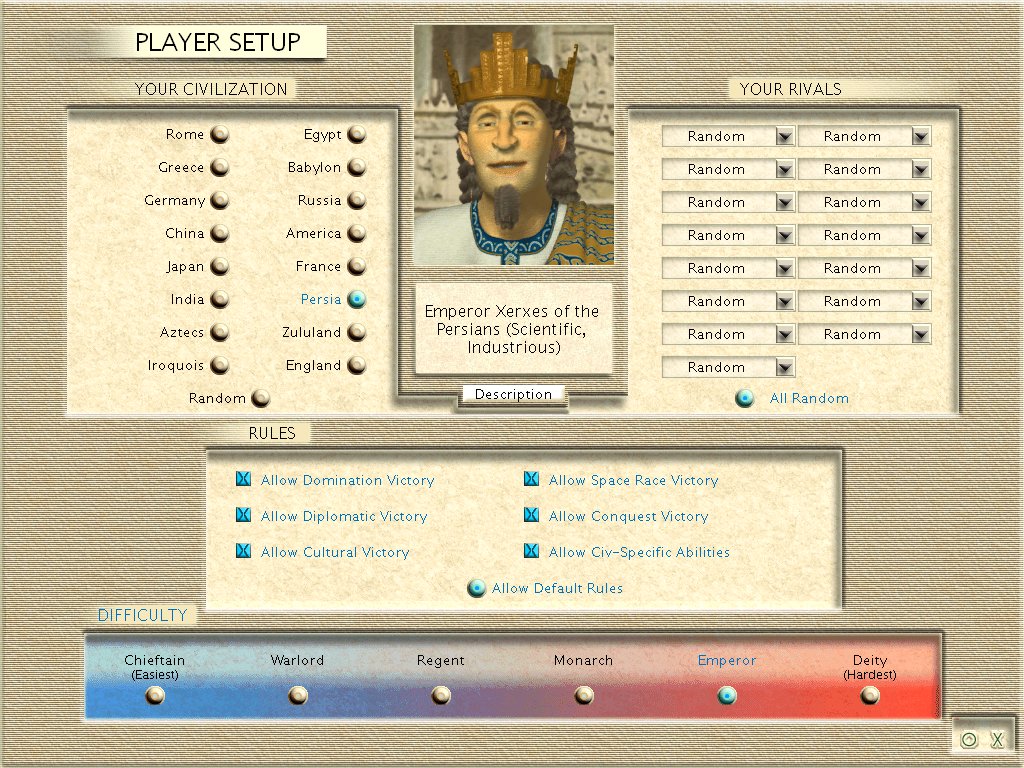 PLAYER SETUP
YOUR CIVILIZATION
Rome Egypt
Greece Babylon
Germany Russia
China America
Japan France
India Persia
Aztecs Zululand
Iroquois England
Random
Emperor Xerxes of the
Persians (Scientific,
Industrious)
Description
YOUR RIVALS
Random Random
Random Random
Random Random
Random Random
Random Random
Random Random
Random Random
Random
All Random
RULES
Allow Domination Victory Allow Space Race Victory
Allow Diplomatic Victory Allow Conquest Victory
Allow Cultural Victory Allow Civ-Specific Abilities
Allow Default Rules
DIFFICULTY
Chieftain Warlord Regent Monarch Emperor Deity
(Easiest) (Hardest)